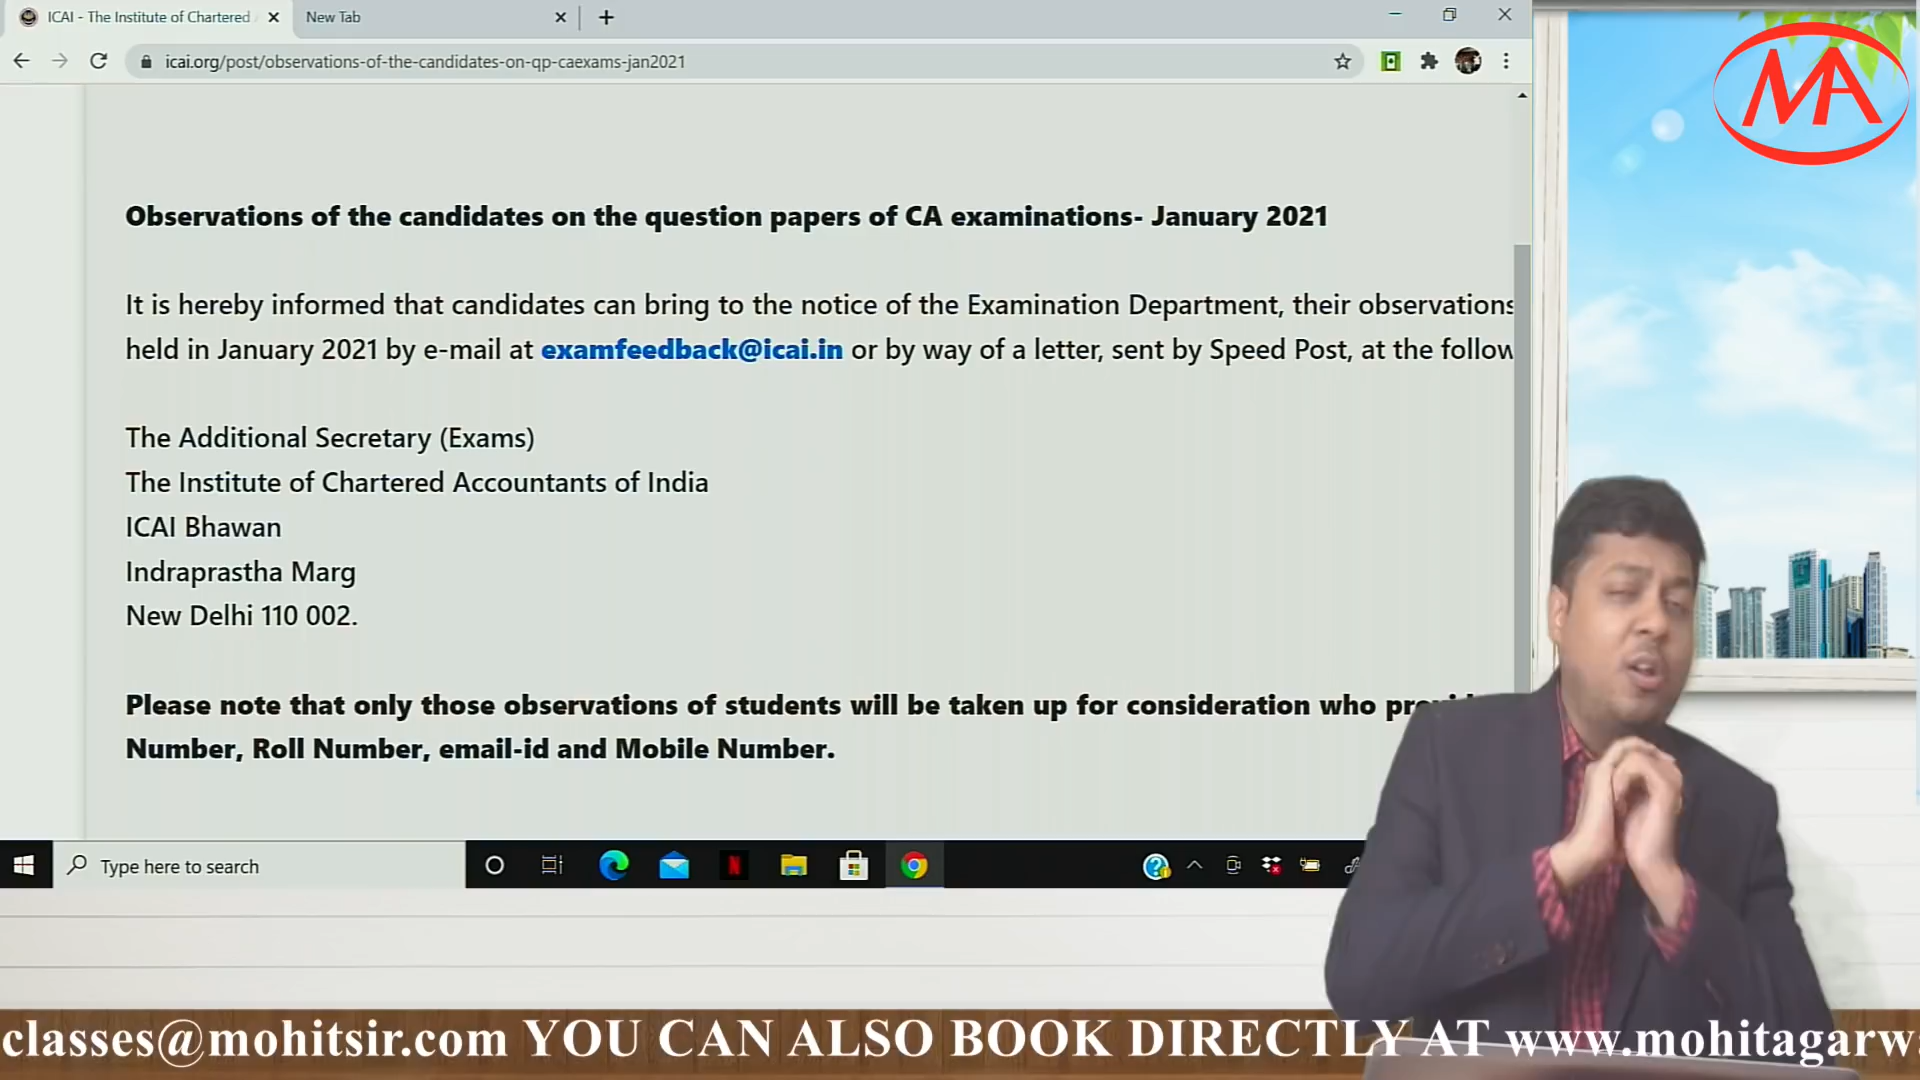 ICAI - The Institute of Chartered
New Tab
icai.org/post/observations-of-the-candidates-on-qp-caexams-jan2021
MA
Observations of the candidates on the question papers of CA examinations- January 2021
It is hereby informed that candidates can bring to the notice of the Examination Department, their observations
held in January 2021 by e-mail at examfeedback@icai.in or by way of a letter, sent by Speed Post, at the follow
The Additional Secretary (Exams)
The Institute of Chartered Accountants of India
ICAI Bhawan
Indraprastha Marg
New Delhi 110 002.
Please note that only those observations of students will be taken up for consideration who
Number, Roll Number, email-id and Mobile Number.
Type here to search
classes@mohitsir.com YOU CAN ALSO BOOK DIRECTLY AT www.mohitagarw